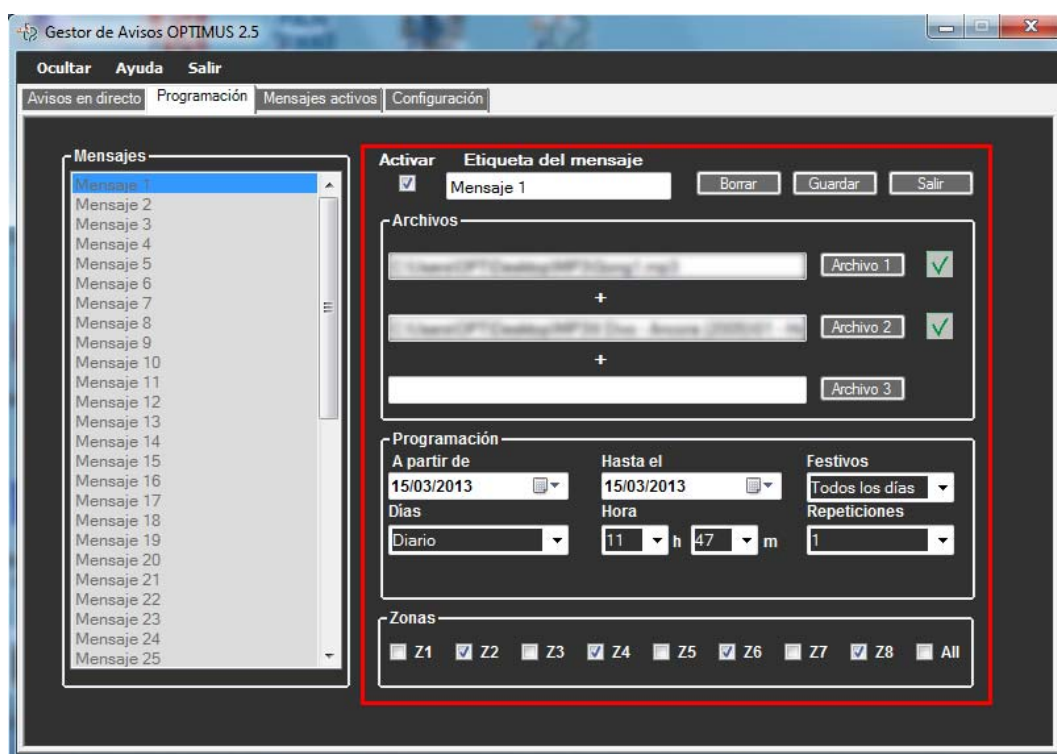 Gestor de Avisos OPTIMUS 2.5
Ocultar Ayuda Salir
Avisos en directo Programación Mensajes activos Configuración
Mensajes
Mensaje 1
Mensaje 2
Mensaje 3
Mensaje 4
Mensaje 5
Mensaje 6
Mensaje 7
Mensaje 8
Mensaje 9
Mensaje 10
Mensaje 11
Mensaje 12
Mensaje 13
Mensaje 14
Mensaje 15
Mensaje 16
Mensaje 17
Mensaje 18
Mensaje 19
Mensaje 20
Mensaje 21
Mensaje 22
Mensaje 23
Mensaje 24
Mensaje 25
Activar Etiqueta del mensaje
Mensaje 1 Borrar Guardar Salir
Archivos
Archivo 1
+
Archivo 2
+
Archivo 3
Programación
A partir de Hasta el Festivos
15/03/2013 15/03/2013 Todos los días
Días Hora Repeticiones
Diario 11 h 47 m 1
Zonas
Z1 Z2 Z3 Z4 Z5 Z6 Z7 Z8 All